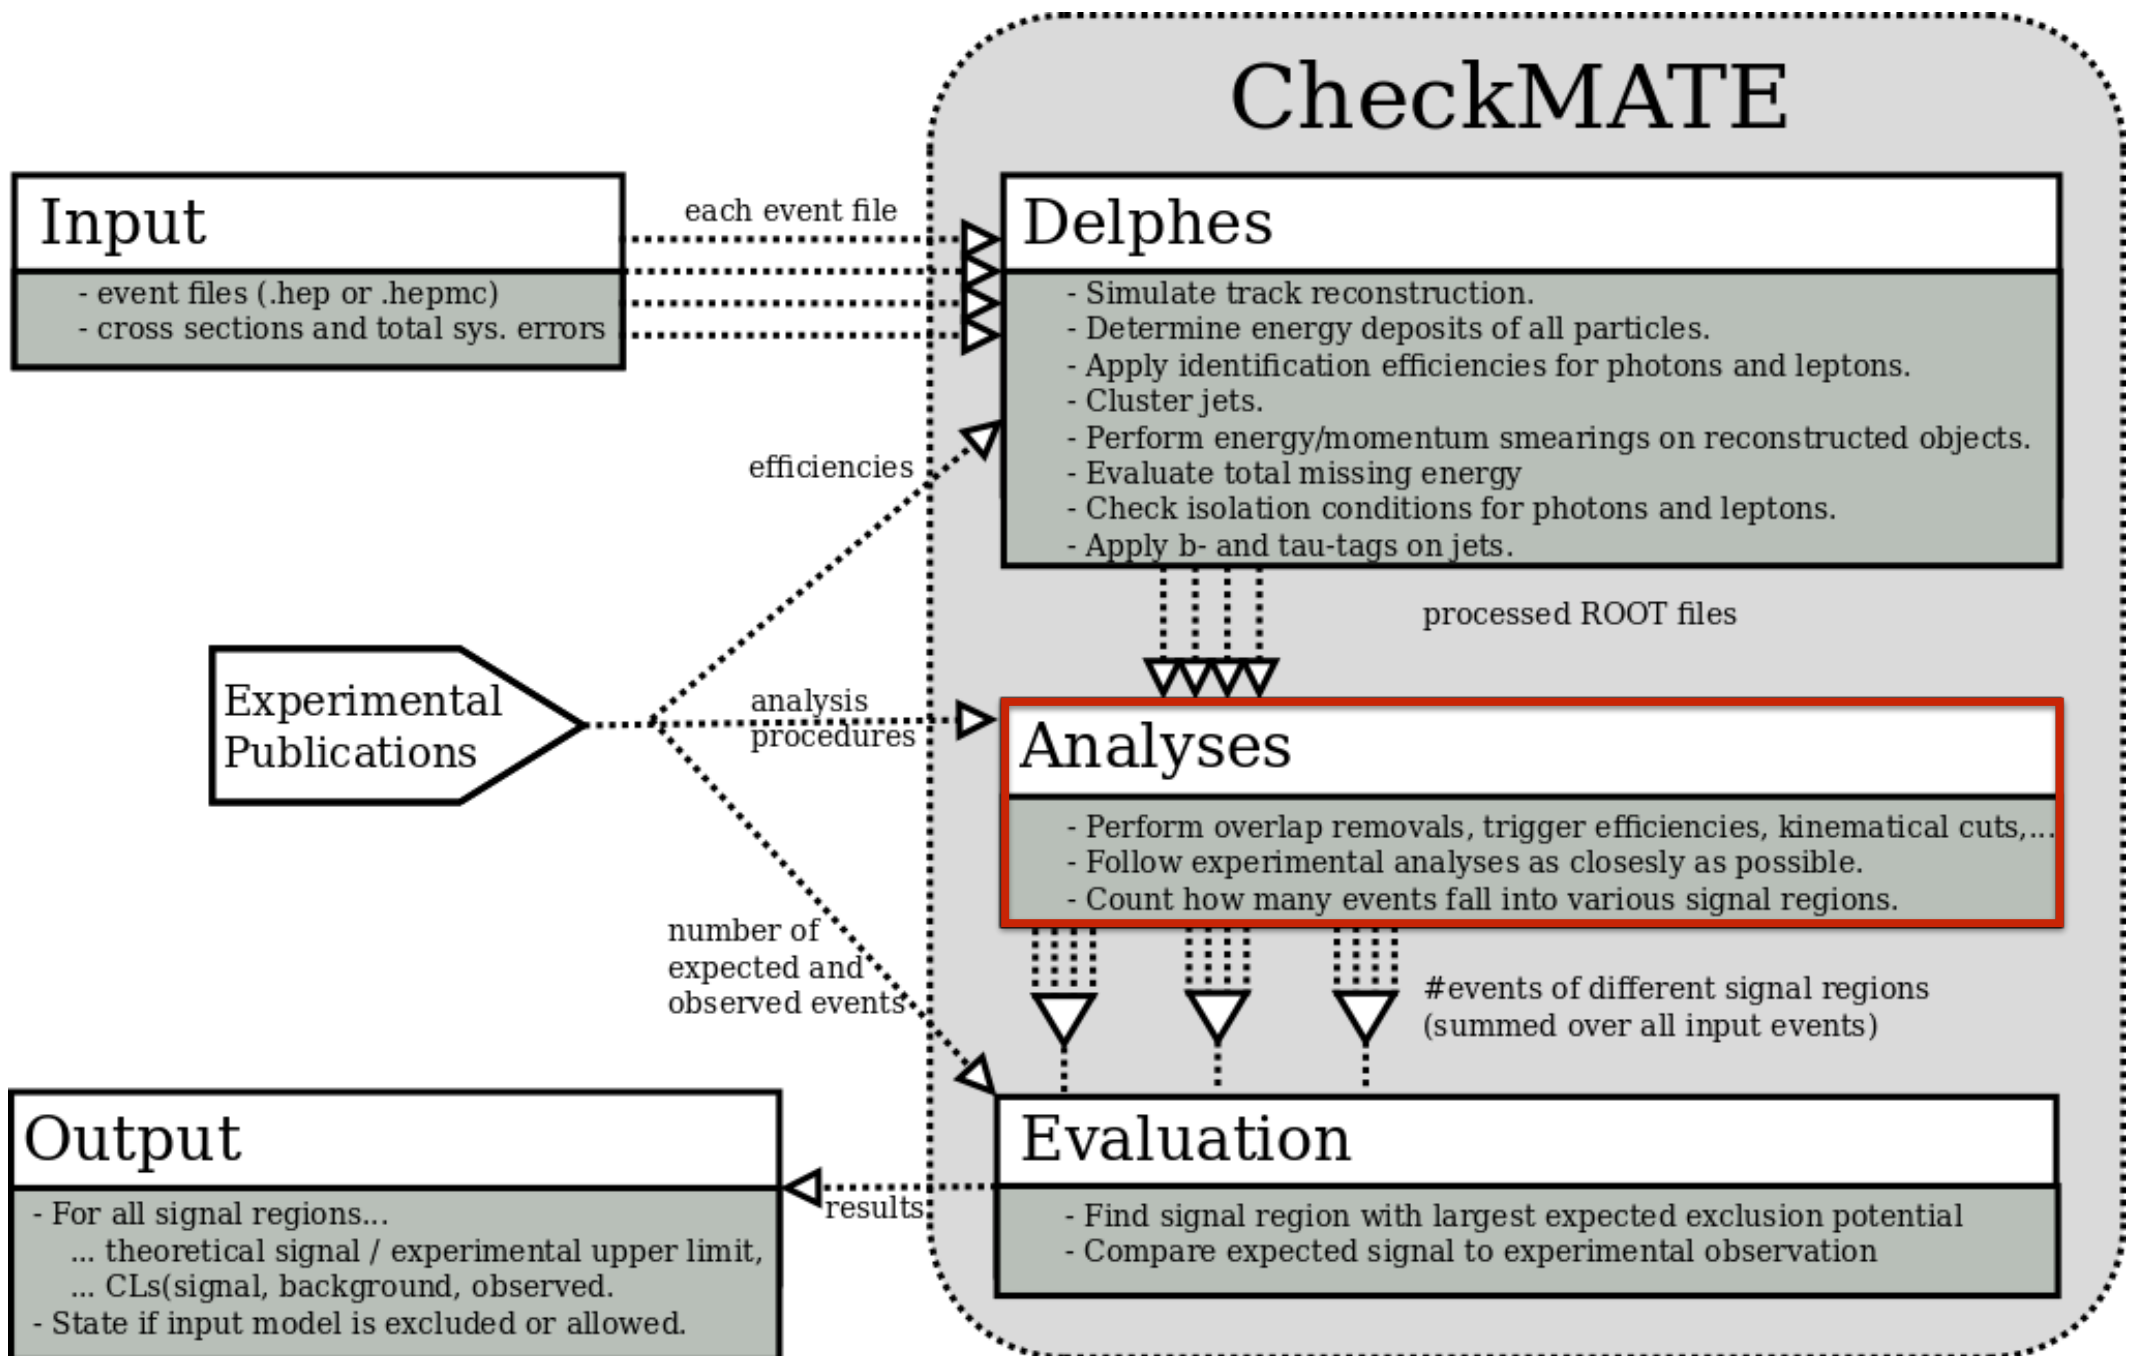 CheckMATE
Input
- event files (.hep or .hepmc)
- cross sections and total sys. errors
each event file
Delphes
- Simulate track reconstruction.
- Determine energy deposits of all particles.
- Apply identification efficiencies for photons and leptons.
- Cluster jets.
- Perform energy/momentum smearings on reconstructed objects.
- Evaluate total missing energy
- Check isolation conditions for photons and leptons.
- Apply b- and tau-tags on jets.
efficiencies
processed ROOT files
Experimental
Publications
analysis
procedures
Analyses
- Perform overlap removals, trigger efficiencies, kinematical cuts,...
- Follow experimental analyses as closesly as possible.
- Count how many events fall into various signal regions.
number of
expected and
observed events
#events of different signal regions
(summed over all input events)
Evaluation
- Find signal region with largest expected exclusion potential
- Compare expected signal to experimental observation
results
Output
- For all signal regions...
... theoretical signal / experimental upper limit,
... CLs(signal, background, observed.
- State if input model is excluded or allowed.